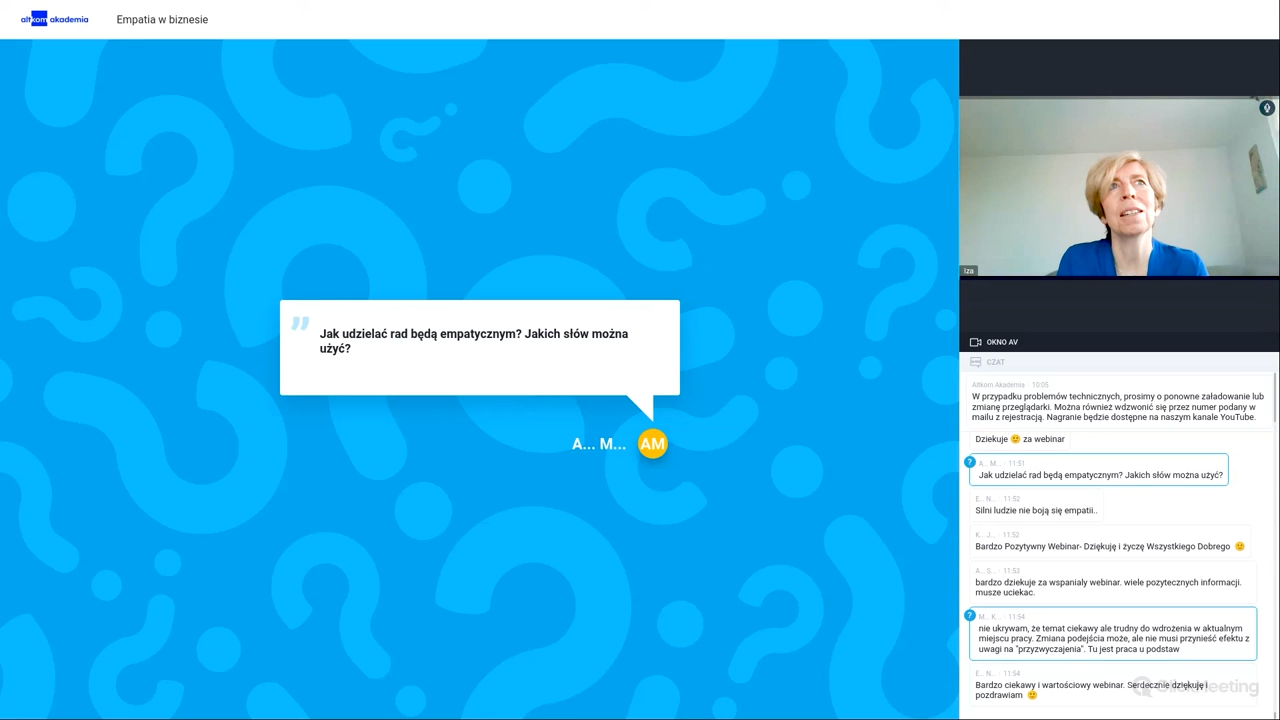 altkom akademia
Empatia w biznesie
Jak udzielać rad będą empatycznym? Jakich słów można
użyć?
A... M...
AM
iza
OKNO AV
CZAT
Altkom Akademia · 10:05
W przypadku problemów technicznych, prosimy o ponowne załadowanie lub
zmianę przeglądarki. Można również wdzwonić się przez numer podany w
mailu z rejestracją. Nagranie będzie dostępne na naszym kanale YouTube.
Dziekuje 🙂 za webinar
?
A... M... · 11:51
Jak udzielać rad będą empatycznym? Jakich słów można użyć?
E... N... · 11:52
Silni ludzie nie boją się empatii..
K... J... · 11:52
Bardzo Pozytywny Webinar- Dziękuję i życzę Wszystkiego Dobrego 🙂
A... S... · 11:53
bardzo dziekuje za wspanialy webinar. wiele pozytecznych informacji.
musze uciekac.
?
M... K... · 11:54
nie ukrywam, że temat ciekawy ale trudny do wdrożenia w aktualnym
miejscu pracy. Zmiana podejścia może, ale nie musi przynieść efektu z
uwagi na "przyzwyczajenia". Tu jest praca u podstaw
E... N... · 11:54
Bardzo ciekawy i wartościowy webinar. Serdecznie dziękuję i
pozdrawiam 🙂
ClickMeeting